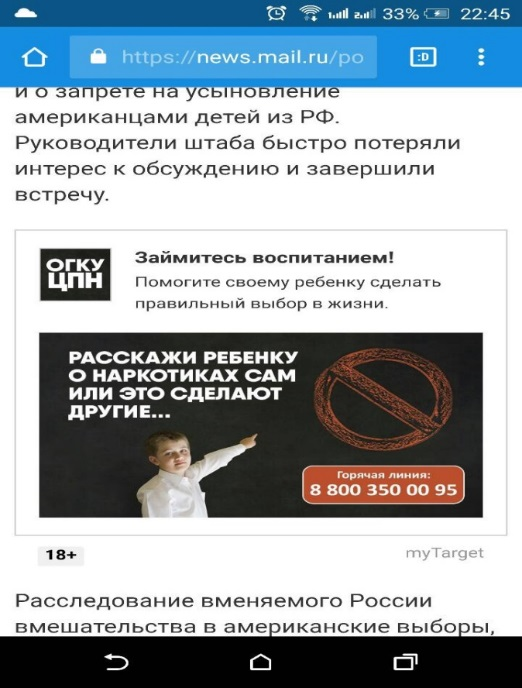 33% 22:45
https://news.mail.ru/po
:D
и о запрете на усыновление
американцами детей из РФ.
Руководители штаба быстро потеряли
интерес к обсуждению и завершили
встречу.
ОГКУ
ЦПН
Займитесь воспитанием!
Помогите своему ребенку сделать
правильный выбор в жизни.
РАССКАЖИ РЕБЕНКУ
О НАРКОТИКАХ САМ
ИЛИ ЭТО СДЕЛАЮТ
ДРУГИЕ...
Горячая линия:
8 800 350 00 95
18+
myTarget
Расследование вменяемого России
вмешательства в американские выборы,